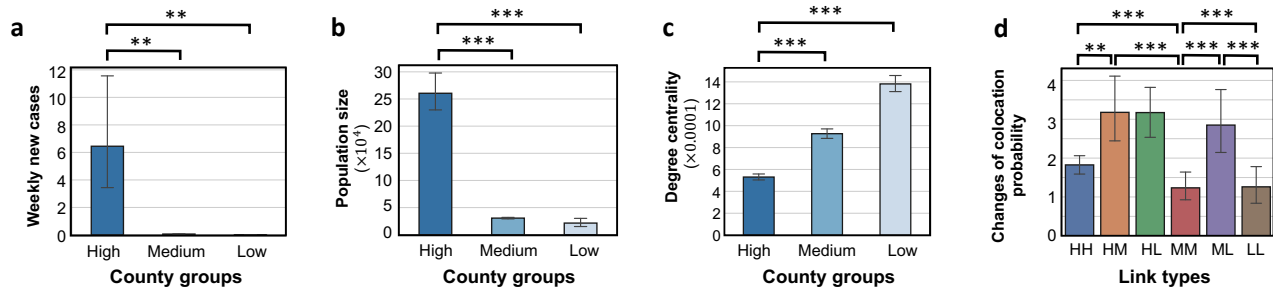 a
**
**
Weekly new cases
12
10
8
6
4
2
0
High Medium Low
County groups
b
***
***
Population size
(×10⁴)
30
25
20
15
10
5
0
High Medium Low
County groups
c
***
***
Degree centrality
(×0.0001)
14
12
10
8
6
4
2
0
High Medium Low
County groups
d
*** ***
** *** *** ***
Changes of colocation
probability
4
3
2
1
0
HH HM HL MM ML LL
Link types